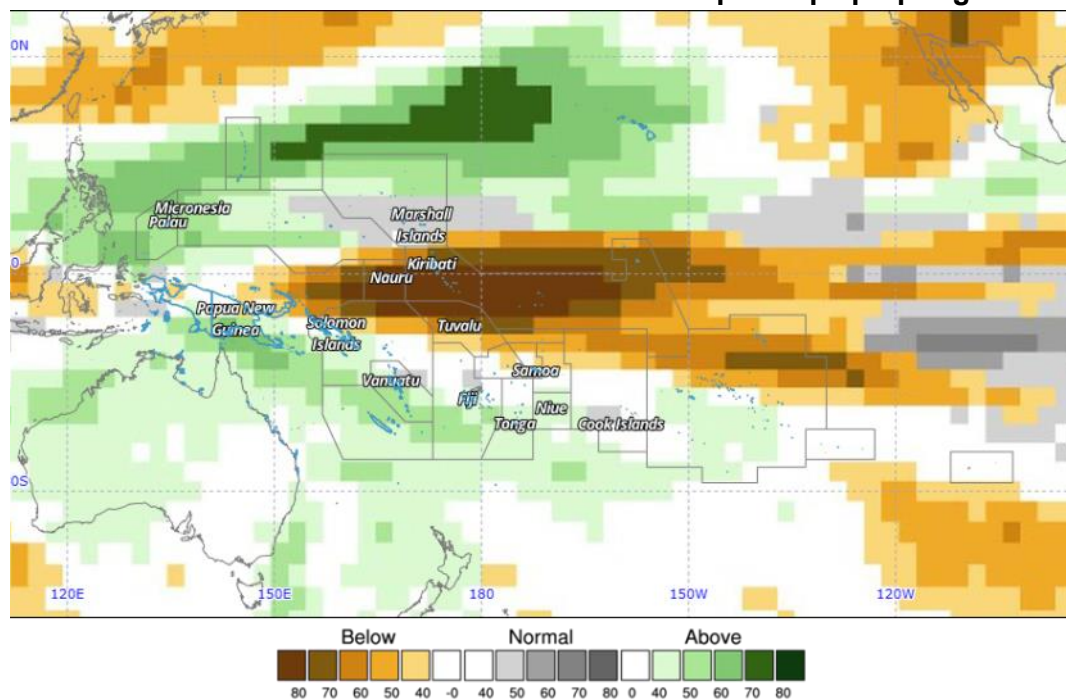 0N
Micronesia
Palau
Marshall
Islands
0
Kiribati
Nauru
Papua New
Guinea
Solomon
Islands
Tuvalu
Samoa
Vanuatu
Fiji
Niue
Tonga
Cook Islands
0S
120E 150E 180 150W 120W
Below Normal Above
80 70 60 50 40 -0 40 50 60 70 80 0 40 50 60 70 80